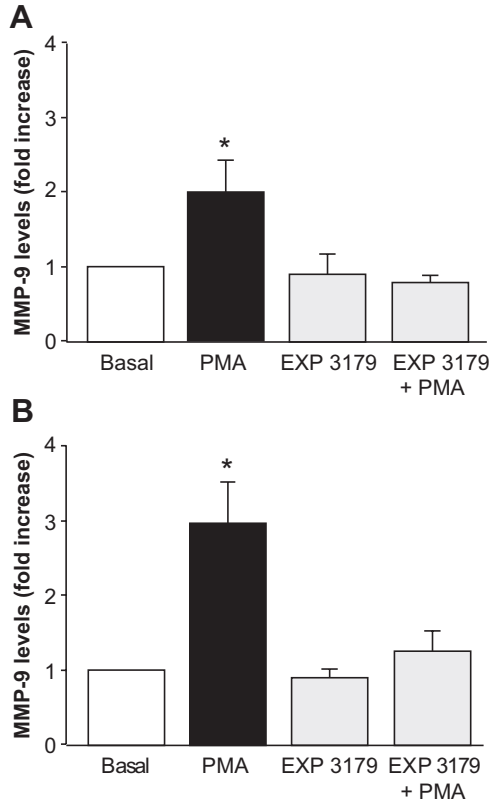 A
MMP-9 levels (fold increase)
4
3
2
1
0
*
Basal
PMA
EXP 3179
EXP 3179
+ PMA
B
MMP-9 levels (fold increase)
4
3
2
1
0
*
Basal
PMA
EXP 3179
EXP 3179
+ PMA